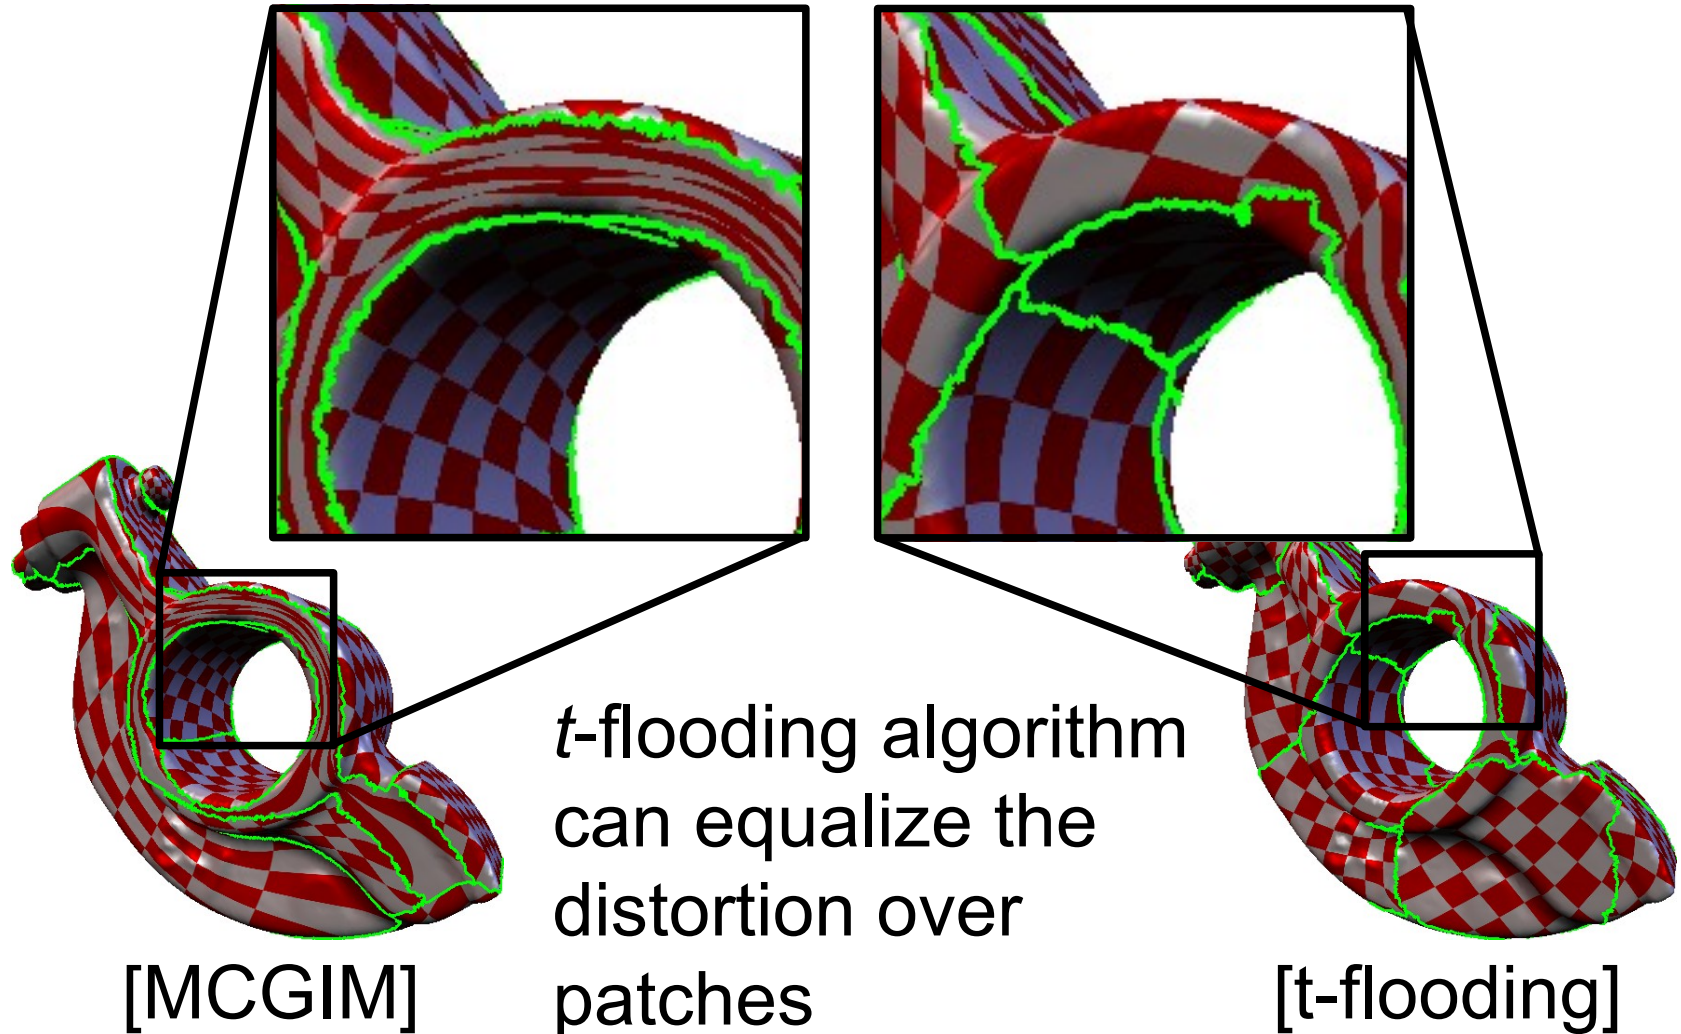 t-flooding algorithm
can equalize the
distortion over
patches
[MCGIM]
[t-flooding]